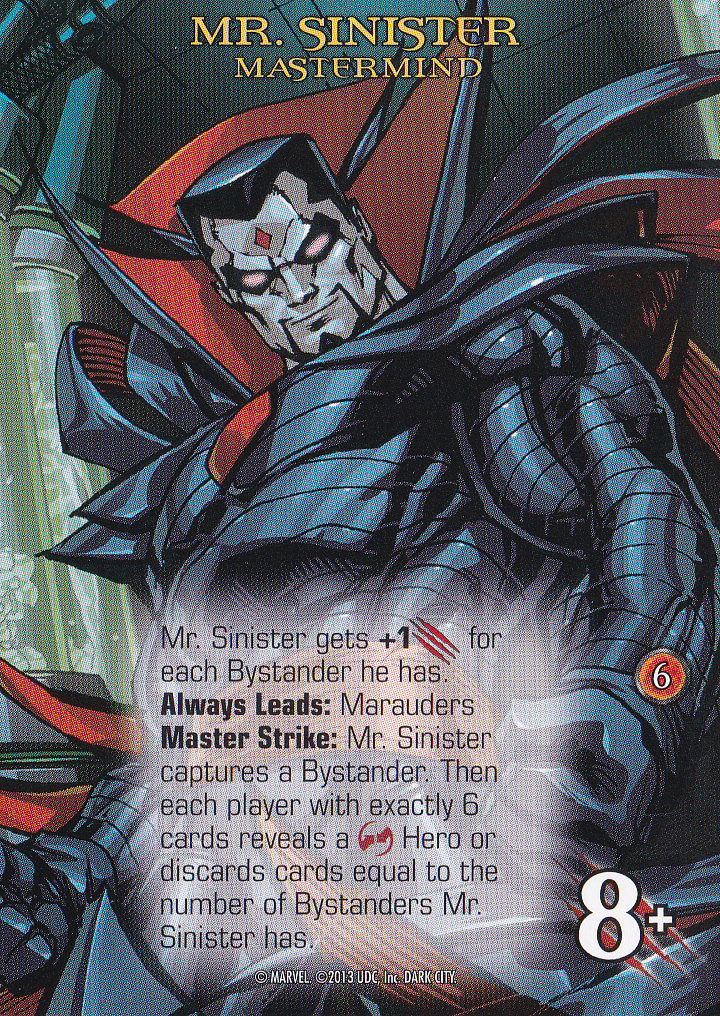 MR. SINISTER
MASTERMIND
Mr. Sinister gets +1 for
each Bystander he has.
Always Leads: Marauders
Master Strike: Mr. Sinister
captures a Bystander. Then
each player with exactly 6
cards reveals a Hero or
discards cards equal to the
number of Bystanders Mr.
Sinister has.
6
8+
© MARVEL. ©2013 UDC, Inc. DARK CITY.